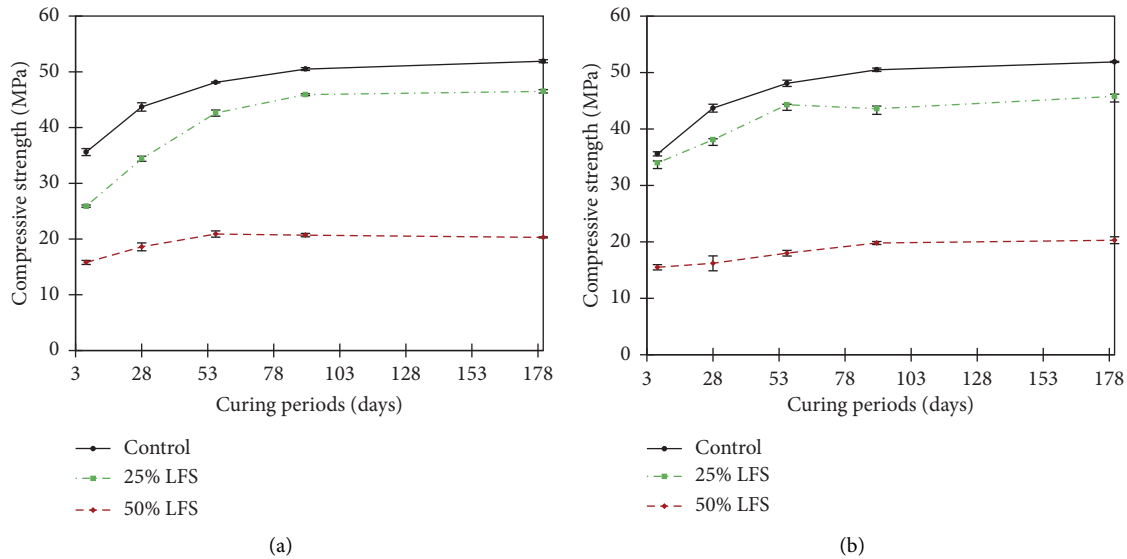 60
50
40
30
20
10
0
Compressive strength (MPa)
3 28 53 78 103 128 153 178
Curing periods (days)
Control
25% LFS
50% LFS
(a)
60
50
40
30
20
10
0
Compressive strength (MPa)
3 28 53 78 103 128 153 178
Curing periods (days)
Control
25% LFS
50% LFS
(b)